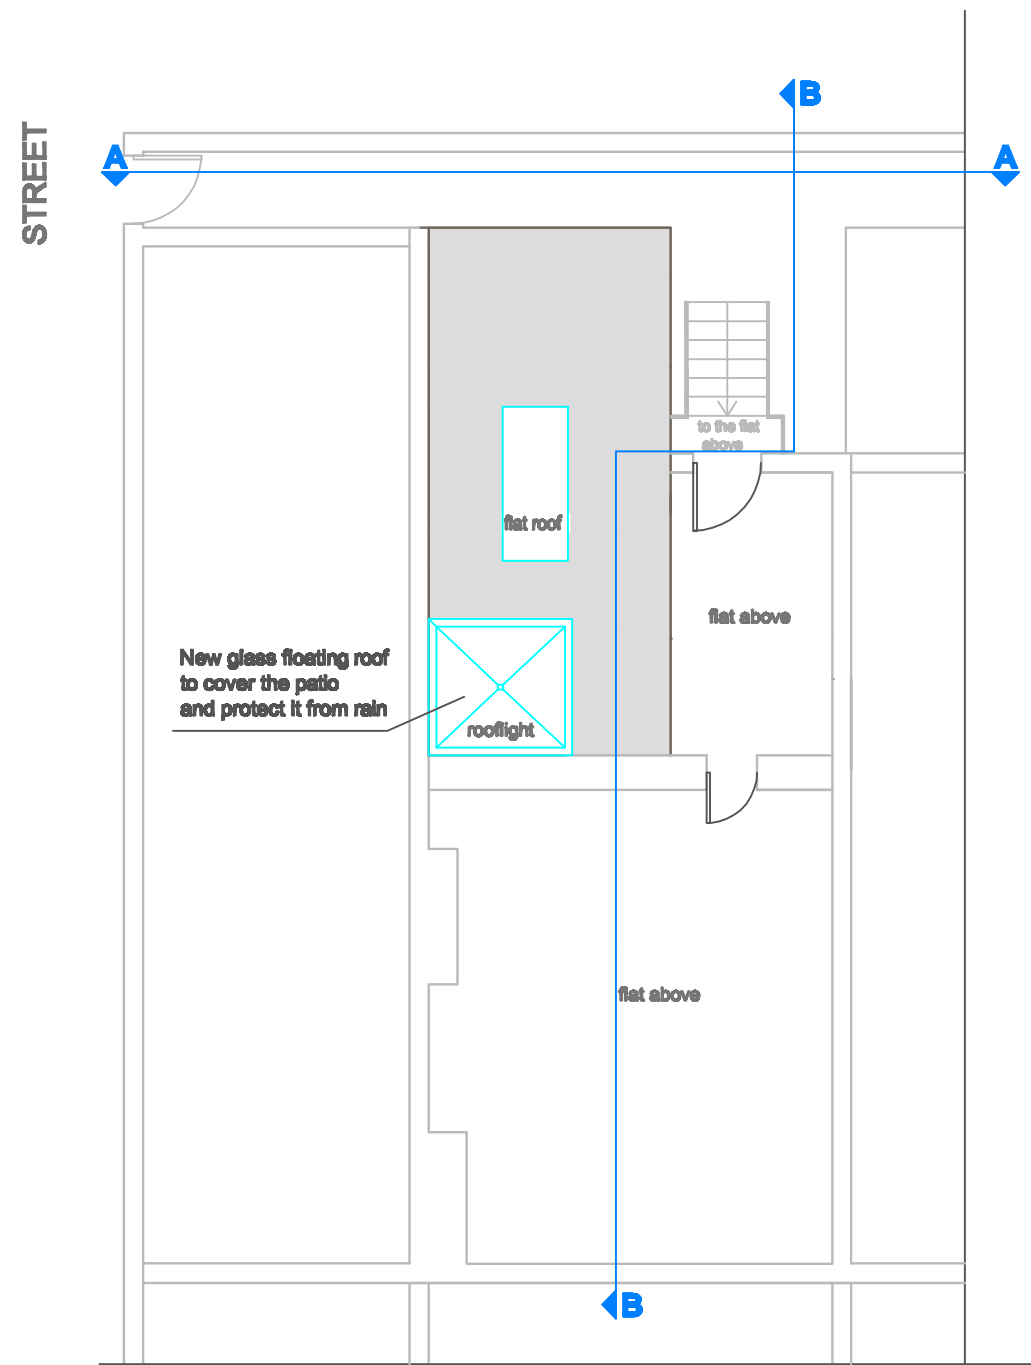 B
STREET
A
A
to the flat
above
flat roof
flat above
New glass floating roof
to cover the patio
and protect it from rain
rooflight
flat above
B